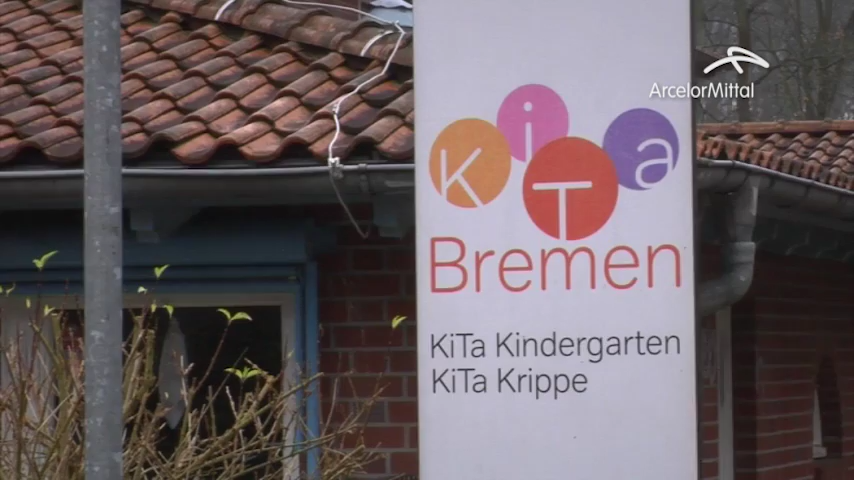 ArcelorMittal
KiTa
Bremen
KiTa Kindergarten
KiTa Krippe